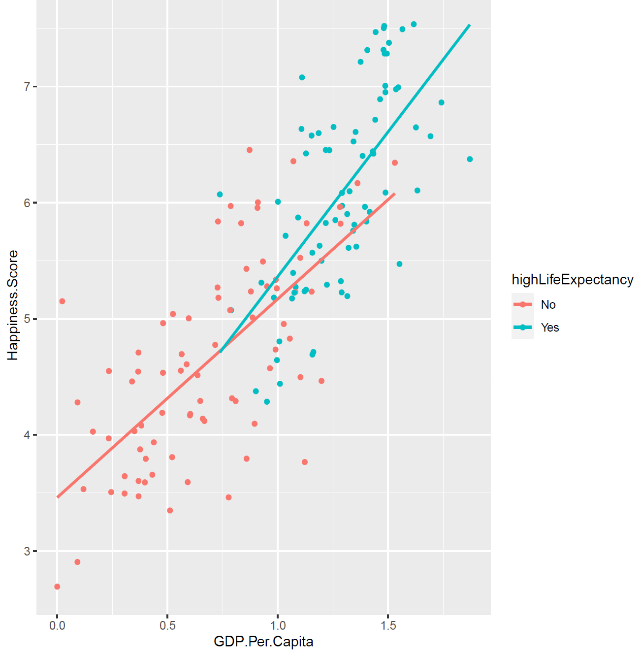 7
6
5
4
3
0.0 0.5 1.0 1.5
GDP.Per.Capita
Happiness.Score
highLifeExpectancy
No
Yes